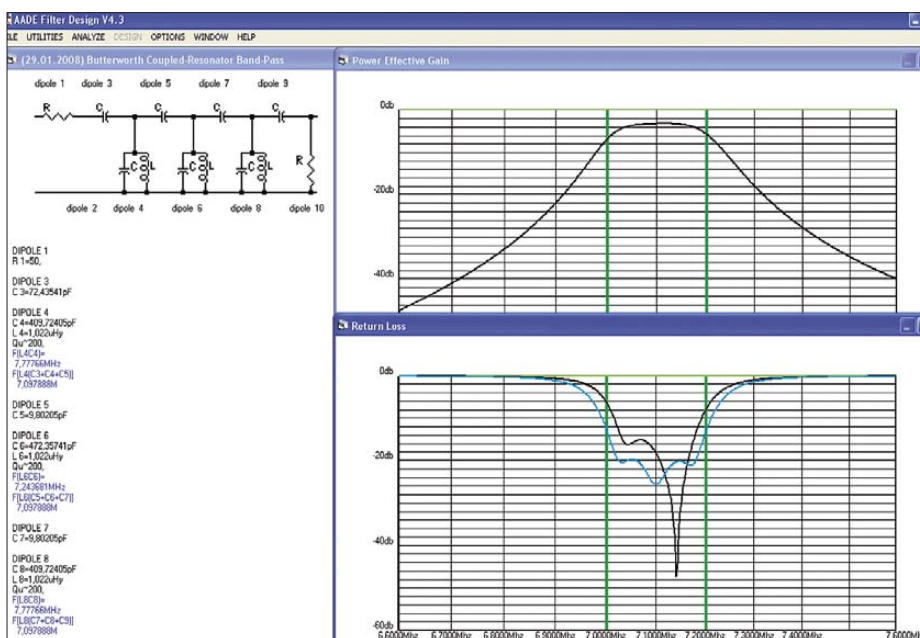 AADE Filter Design V4.3
LE UTILITIES ANALYZE DESIGN OPTIONS WINDOW HELP
(29.01.2008) Butterworth Coupled-Resonator Band-Pass
dipole 1 dipole 3 dipole 5 dipole 7 dipole 9
R C C C C
C L C L C L R
dipole 2 dipole 4 dipole 6 dipole 8 dipole 10
DIPOLE 1
R 1=50,
DIPOLE 3
C 3=72,43541pF
DIPOLE 4
C 4=409,72405pF
L 4=1,022uHy
Qu~200,
F(L4C4)=
7,77766MHz
F[L4(C3+C4+C5)]
7,097888M
DIPOLE 5
C 5=9,80205pF
DIPOLE 6
C 6=472,35741pF
L 6=1,022uHy
Qu~200,
F(L6C6)=
7,243681MHz
F[L6(C5+C6+C7)]
7,097888M
DIPOLE 7
C 7=9,80205pF
DIPOLE 8
C 8=409,72405pF
L 8=1,022uHy
Qu~200,
F(L8C8)=
7,77766MHz
F[L8(C7+C8+C9)]
7,097888M
Power Effective Gain
0db
-20db
-40db
Return Loss
0db
-20db
-40db
-60db
6.6000Mhz 6.7000Mhz 6.8000Mhz 6.9000Mhz 7.0000Mhz 7.1000Mhz 7.2000Mhz 7.3000Mhz 7.4000Mhz